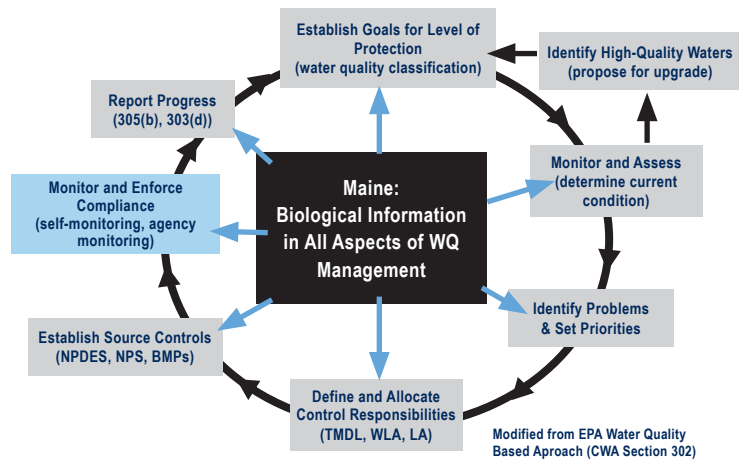 Establish Goals for Level of
Protection
(water quality classification)
Identify High-Quality Waters
(propose for upgrade)
Report Progress
(305(b), 303(d))
Monitor and Assess
(determine current
condition)
Monitor and Enforce
Compliance
(self-monitoring, agency
monitoring)
Maine:
Biological Information
in All Aspects of WQ
Management
Identify Problems
& Set Priorities
Establish Source Controls
(NPDES, NPS, BMPs)
Define and Allocate
Control Responsibilities
(TMDL, WLA, LA)
Modified from EPA Water Quality
Based Aproach (CWA Section 302)